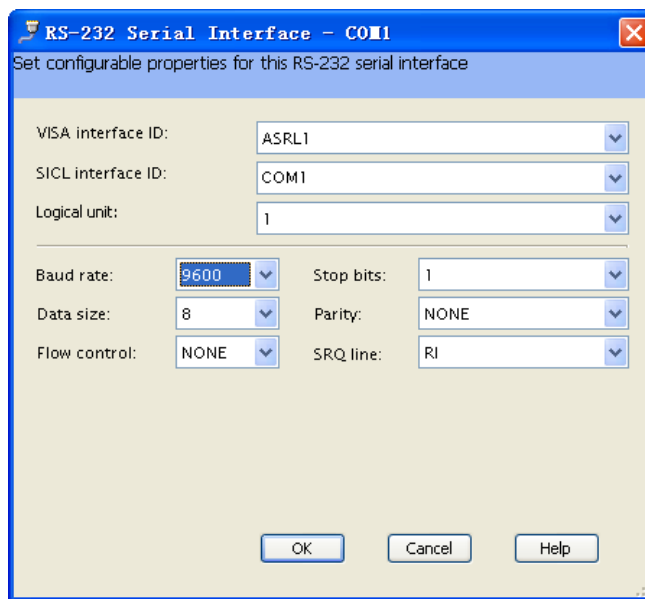 RS-232 Serial Interface - COM1
Set configurable properties for this RS-232 serial interface
VISA interface ID: ASRL1
SICL interface ID: COM1
Logical unit: 1
Baud rate: 9600 Stop bits: 1
Data size: 8 Parity: NONE
Flow control: NONE SRQ line: RI
OK Cancel Help